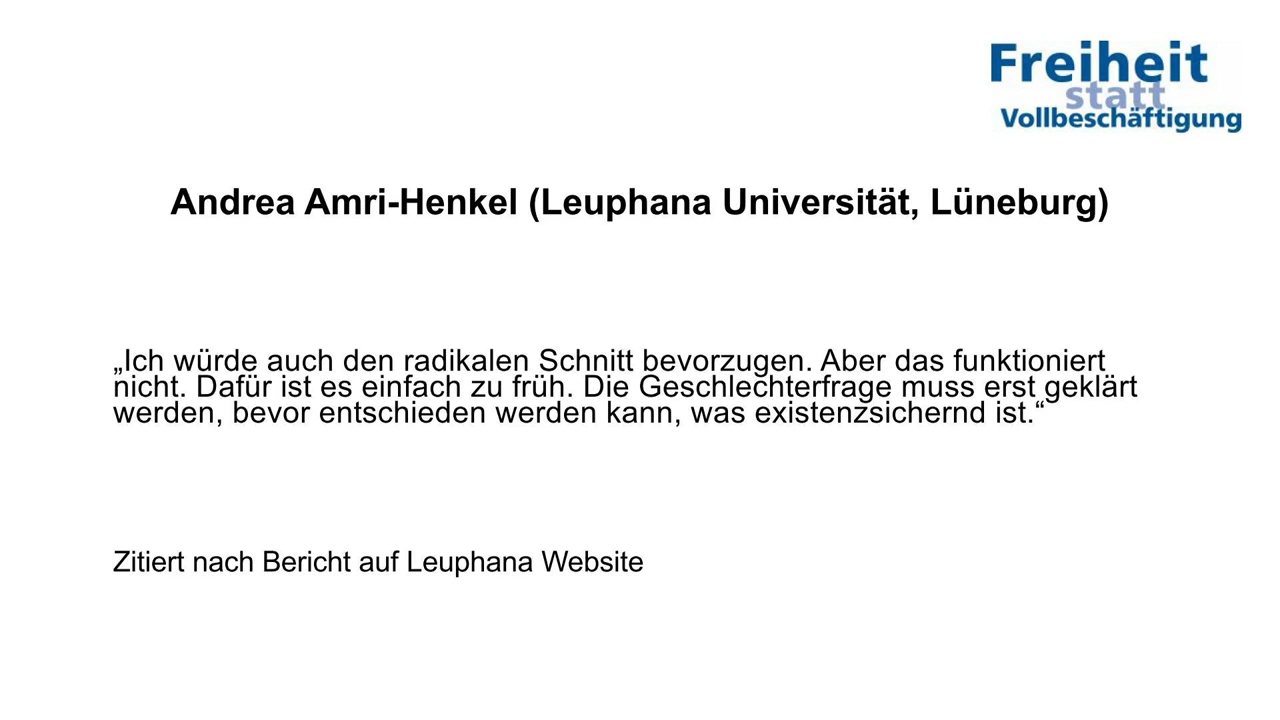 Freiheit
statt
Vollbeschäftigung
Andrea Amri-Henkel (Leuphana Universität, Lüneburg)
„Ich würde auch den radikalen Schnitt bevorzugen. Aber das funktioniert
nicht. Dafür ist es einfach zu früh. Die Geschlechterfrage muss erst geklärt
werden, bevor entschieden werden kann, was existenzsichernd ist.“
Zitiert nach Bericht auf Leuphana Website